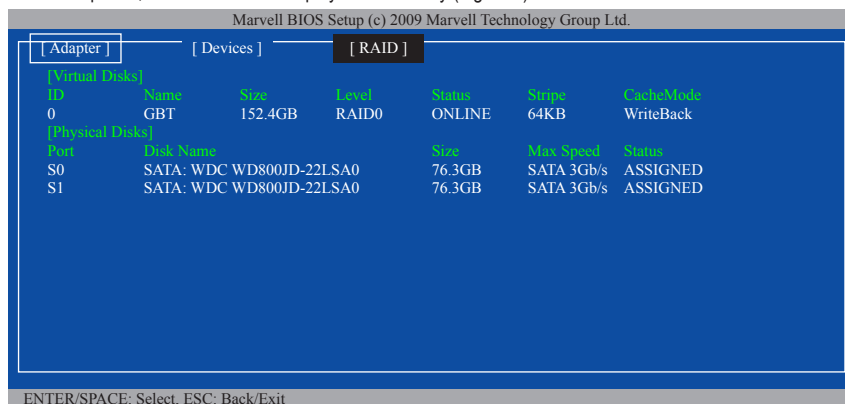 Marvell BIOS Setup (c) 2009 Marvell Technology Group Ltd.
[ Adapter ] [ Devices ] [ RAID ]
[Virtual Disks]
ID Name Size Level Status Stripe CacheMode
0 GBT 152.4GB RAID0 ONLINE 64KB WriteBack
[Physical Disks]
Port Disk Name Size Max Speed Status
S0 SATA: WDC WD800JD-22LSA0 76.3GB SATA 3Gb/s ASSIGNED
S1 SATA: WDC WD800JD-22LSA0 76.3GB SATA 3Gb/s ASSIGNED
ENTER/SPACE: Select, ESC: Back/Exit